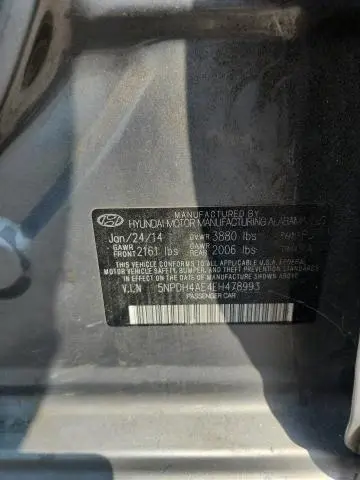 MANUFACTURED BY
HYUNDAI MOTOR MANUFACTURING ALABAMA, LLC
Jan/24/14 GVWR 3880 lbs PAINT
GAWR FRONT 2161 lbs GAWR REAR 2006 lbs TRIM
THIS VEHICLE CONFORMS TO ALL APPLICABLE U.S.A. FEDERAL
MOTOR VEHICLE SAFETY, BUMPER, AND THEFT PREVENTION STANDARDS
IN EFFECT ON THE DATE OF MANUFACTURE SHOWN ABOVE.
V.I.N 5NPDH4AE4EH478993
PASSENGER CAR